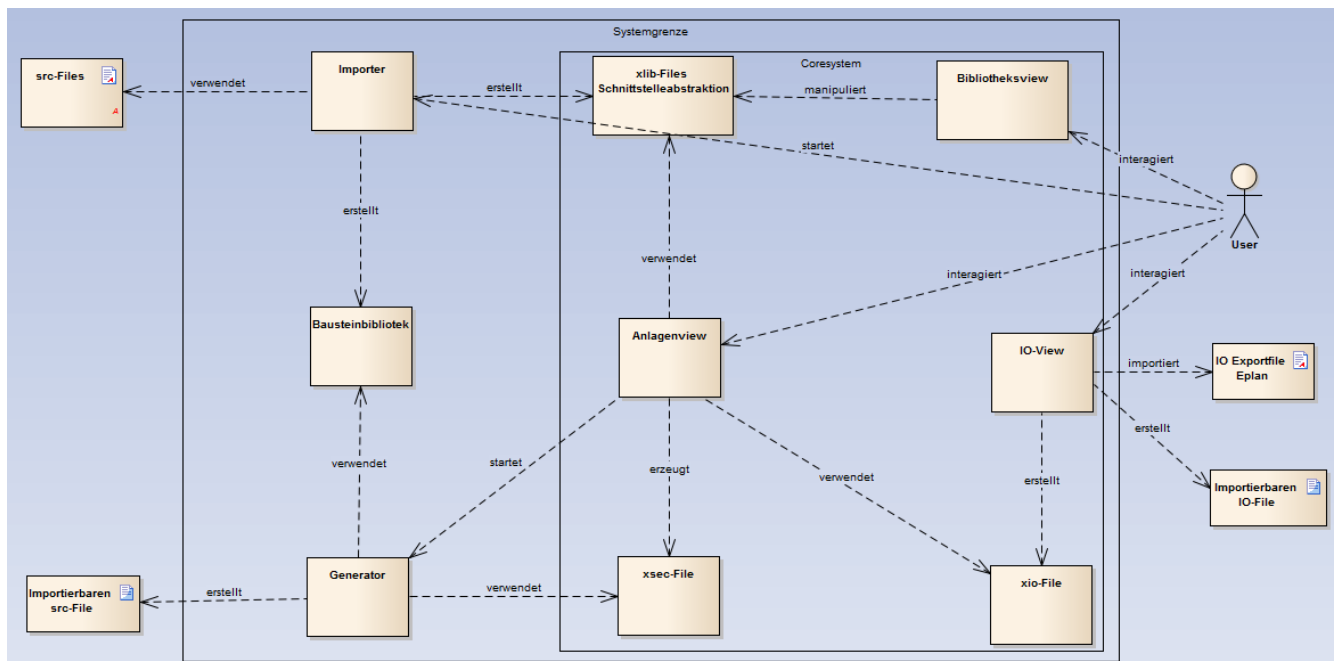 Systemgrenze
Coresystem
src-Files
A
verwendet
Importer
erstellt
xlib-Files
Schnittstelleabstraktion
manipuliert
Bibliotheksview
startet
interagiert
User
erstellt
verwendet
interagiert
interagiert
Bausteinbibliotek
Anlagenview
IO-View
importiert
IO Exportfile
Eplan
erstellt
verwendet
startet
erzeugt
verwendet
erstellt
Importierbaren
IO-File
Importierbaren
src-File
erstellt
Generator
verwendet
xsec-File
xio-File